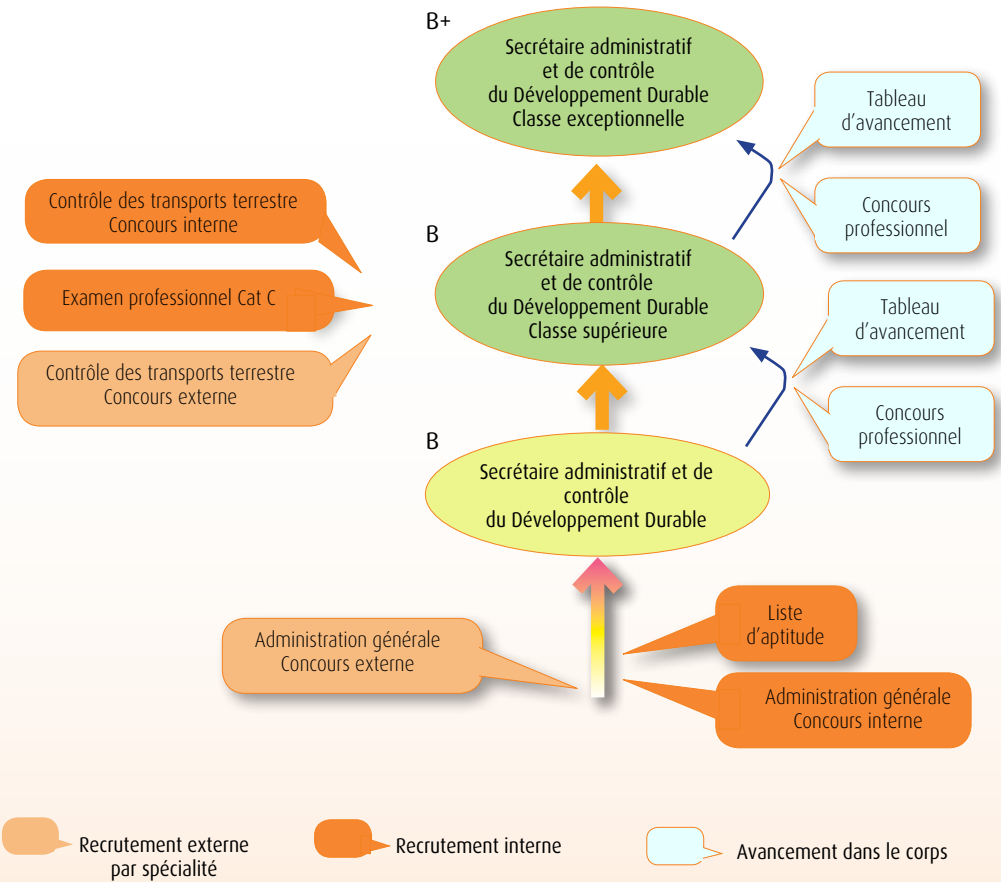 B+
Secrétaire administratif
et de contrôle
du Développement Durable
Classe exceptionnelle
Tableau
d'avancement
Concours
professionnel
Contrôle des transports terrestre
Concours interne
Examen professionnel Cat C
Contrôle des transports terrestre
Concours externe
B
Secrétaire administratif
et de contrôle
du Développement Durable
Classe supérieure
Tableau
d'avancement
Concours
professionnel
B
Secrétaire administratif et de
contrôle
du Développement Durable
Administration générale
Concours externe
Liste
d'aptitude
Administration générale
Concours interne
Recrutement externe
par spécialité
Recrutement interne
Avancement dans le corps